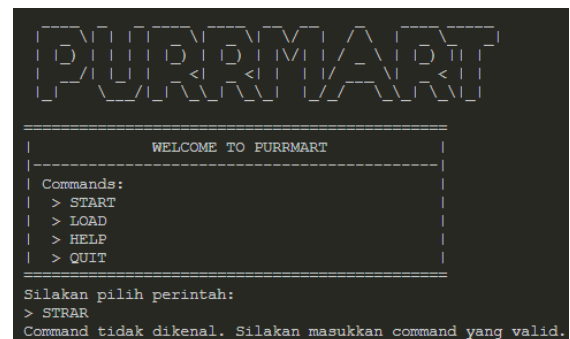 PURRMART
WELCOME TO PURRMART
Commands:
> START
> LOAD
> HELP
> QUIT
Silakan pilih perintah:
> STRAR
Command tidak dikenal. Silakan masukkan command yang valid.